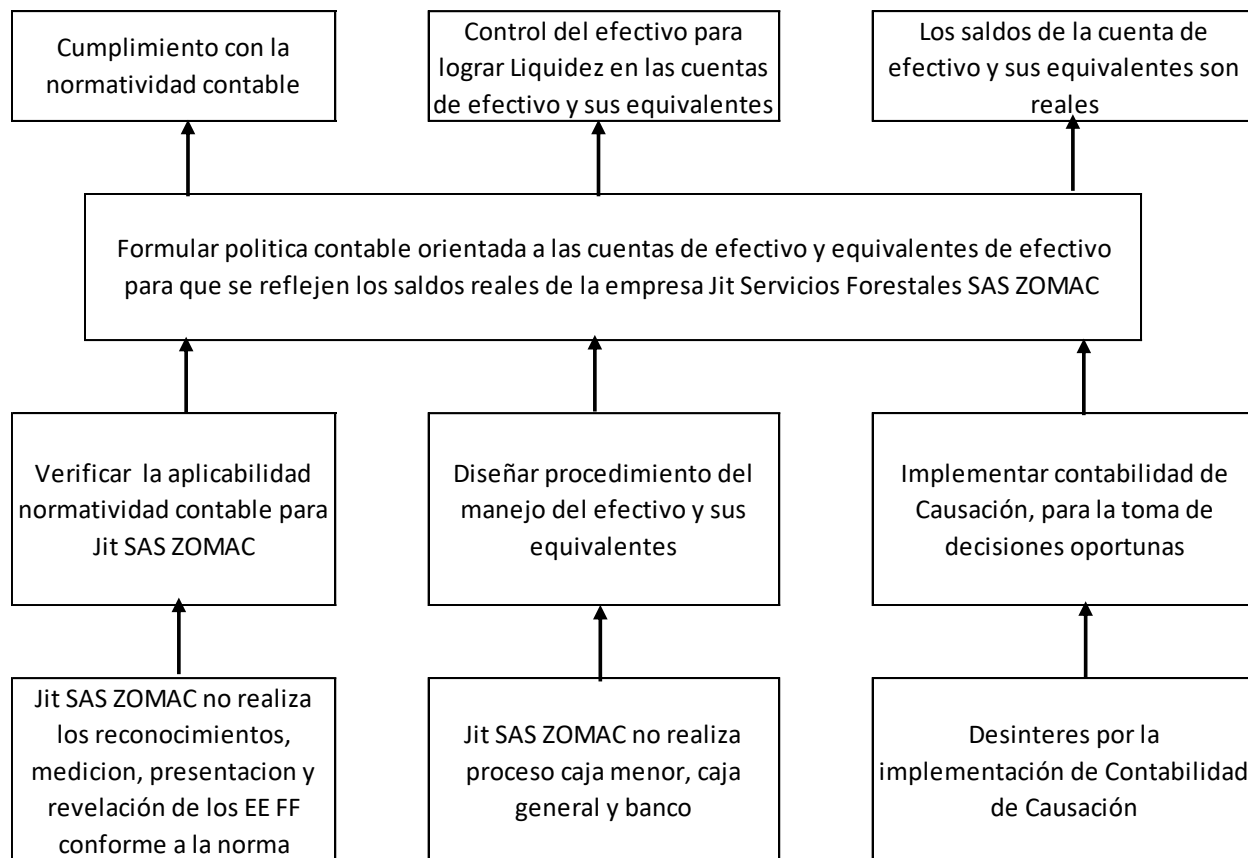 Cumplimiento con la
normatividad contable
Control del efectivo para
lograr Liquidez en las cuentas
de efectivo y sus equivalentes
Los saldos de la cuenta de
efectivo y sus equivalentes son
reales
Formular politica contable orientada a las cuentas de efectivo y equivalentes de efectivo
para que se reflejen los saldos reales de la empresa Jit Servicios Forestales SAS ZOMAC
Verificar la aplicabilidad
normatividad contable para
Jit SAS ZOMAC
Diseñar procedimiento del
manejo del efectivo y sus
equivalentes
Implementar contabilidad de
Causación, para la toma de
decisiones oportunas
Jit SAS ZOMAC no realiza
los reconocimientos,
medicion, presentacion y
revelación de los EE FF
conforme a la norma
Jit SAS ZOMAC no realiza
proceso caja menor, caja
general y banco
Desinteres por la
implementación de Contabilidad
de Causación